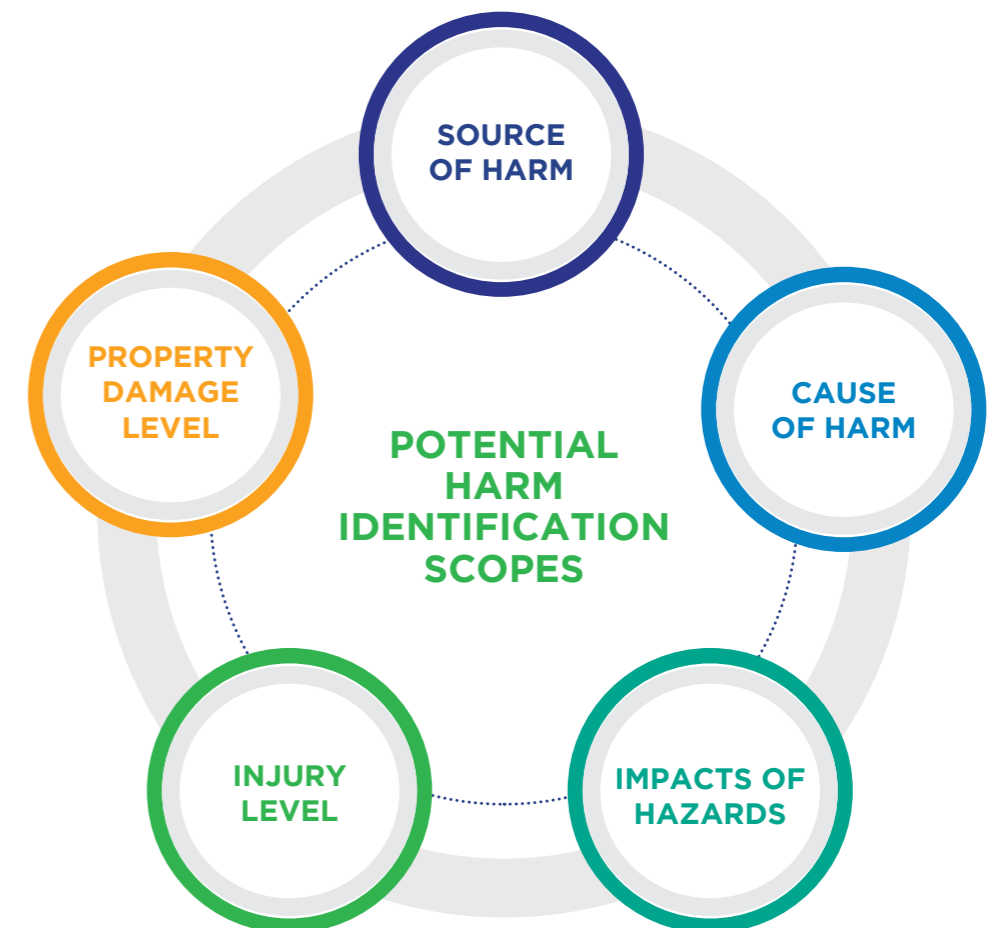 SOURCE
OF HARM
PROPERTY
DAMAGE
LEVEL
CAUSE
OF HARM
POTENTIAL
HARM
IDENTIFICATION
SCOPES
INJURY
LEVEL
IMPACTS OF
HAZARDS